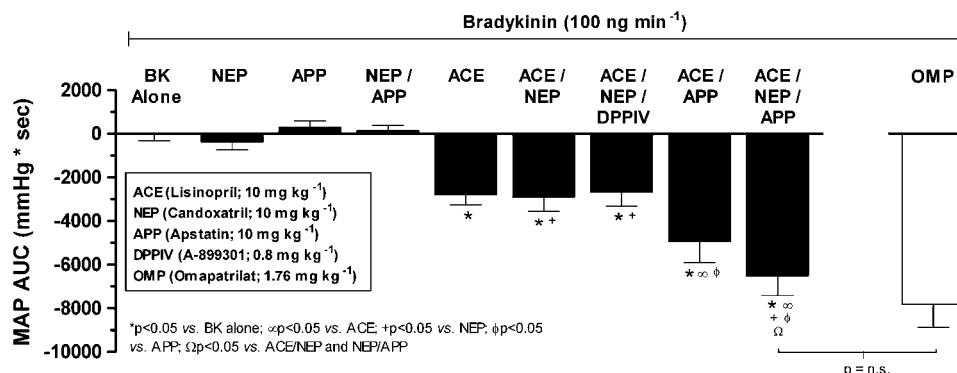 Bradykinin (100 ng min⁻¹)
BK Alone
NEP
APP
NEP / APP
ACE
ACE / NEP
ACE / NEP / DPPIV
ACE / APP
ACE / NEP / APP
OMP
MAP AUC (mmHg * sec)
2000
0
-2000
-4000
-6000
-8000
-10000
ACE (Lisinopril; 10 mg kg⁻¹)
NEP (Candoxatril; 10 mg kg⁻¹)
APP (Apstatin; 10 mg kg⁻¹)
DPPIV (A-899301; 0.8 mg kg⁻¹)
OMP (Omapatrilat; 1.76 mg kg⁻¹)
*
* +
* +
* ∞ ϕ
* ∞
+ ϕ
Ω
*p<0.05 vs. BK alone; ∞p<0.05 vs. ACE; +p<0.05 vs. NEP; ϕp<0.05
vs. APP; Ωp<0.05 vs. ACE/NEP and NEP/APP
p = n.s.